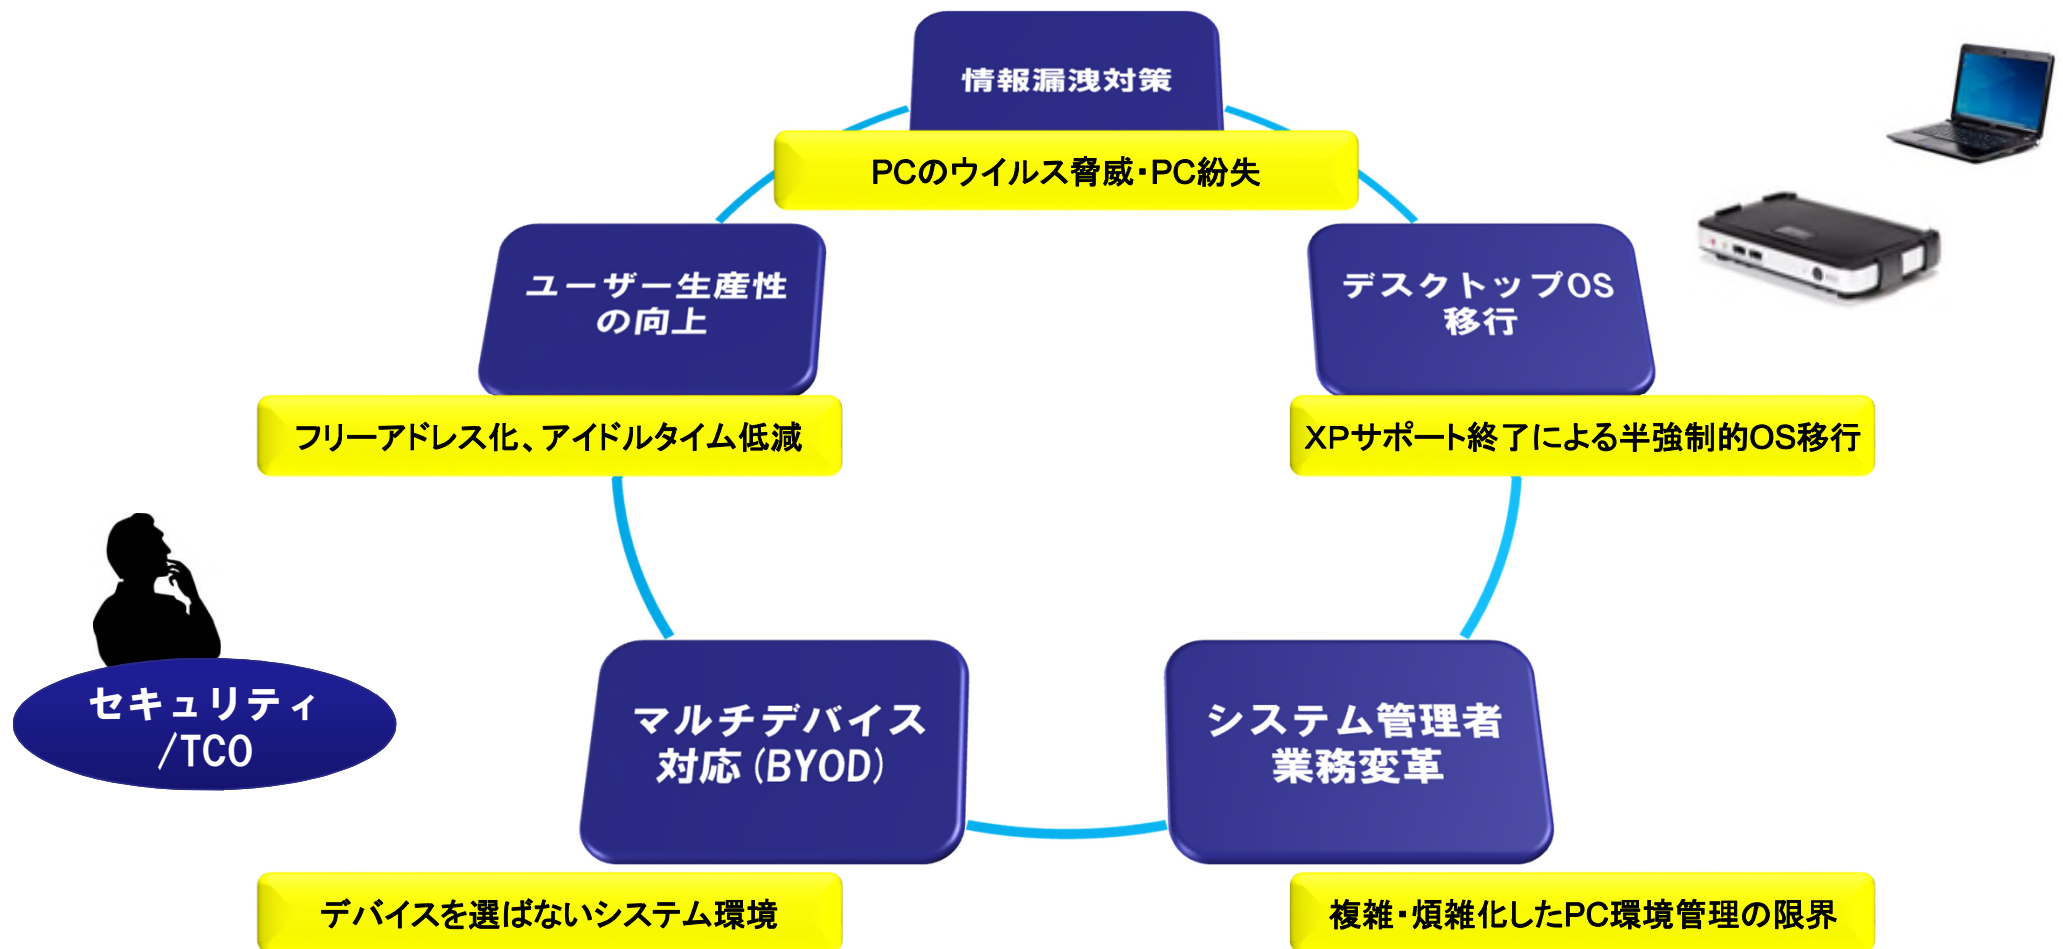 情報漏洩対策
PCのウイルス脅威・PC紛失
ユーザー生産性
の向上
フリーアドレス化、アイドルタイム低減
デスクトップOS
移行
XPサポート終了による半強制的OS移行
セキュリティ
/TCO
マルチデバイス
対応(BYOD)
デバイスを選ばないシステム環境
システム管理者
業務変革
複雑・煩雑化したPC環境管理の限界